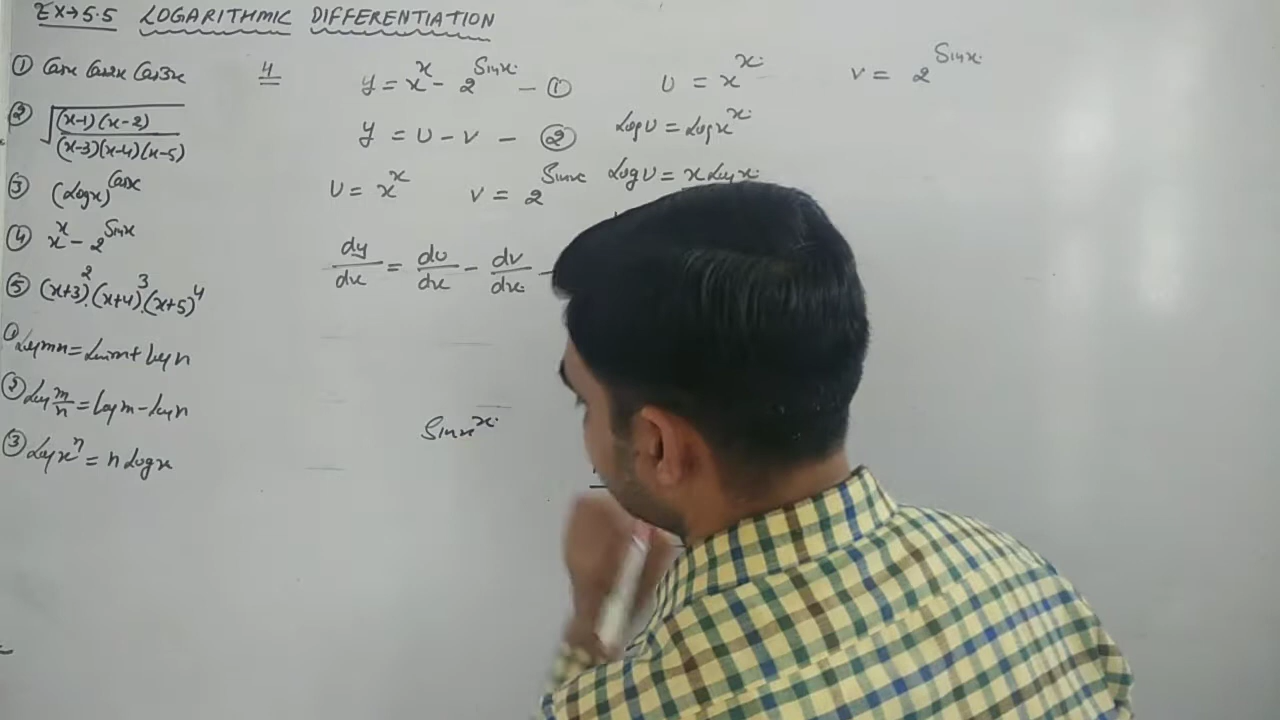 EX→5.5 LOGARITHMIC DIFFERENTIATION
① Cosx Cos2x Cos3x
② √((x-1)(x-2)/(x-3)(x-4)(x-5))
③ (Logx)^Cosx
④ x^x - 2^Sinx
⑤ (x+3)^2.(x+4)^3.(x+5)^4
① Logmn = Logm + Logn
② Log m/n = Logm - Logn
③ Logx^n = n Logx
4
y = x^x - 2^Sinx - ①
y = U - V - ②
U = x^x V = 2^Sinx
dy/dx = dU/dx - dV/dx -
Sinx^x
U = x^x
LogU = Logx^x
LogU = x Logx
V = 2^Sinx